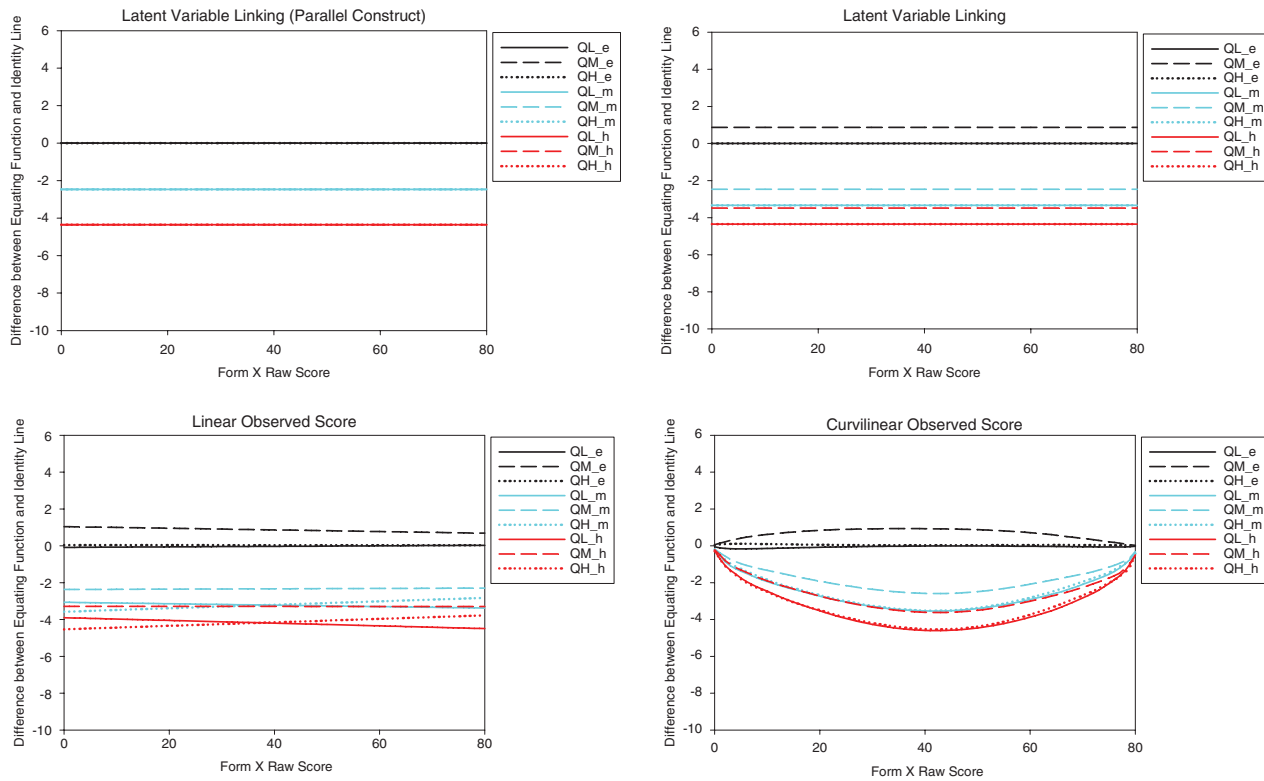 Latent Variable Linking (Parallel Construct)
Difference between Equating Function and Identity Line
6
4
2
0
-2
-4
-6
-8
-10
0
20
40
60
80
Form X Raw Score
QL_e
QM_e
QH_e
QL_m
QM_m
QH_m
QL_h
QM_h
QH_h
Latent Variable Linking
Difference between Equating Function and Identity Line
6
4
2
0
-2
-4
-6
-8
-10
0
20
40
60
80
Form X Raw Score
QL_e
QM_e
QH_e
QL_m
QM_m
QH_m
QL_h
QM_h
QH_h
Linear Observed Score
Difference between Equating Function and Identity Line
6
4
2
0
-2
-4
-6
-8
-10
0
20
40
60
80
Form X Raw Score
QL_e
QM_e
QH_e
QL_m
QM_m
QH_m
QL_h
QM_h
QH_h
Curvilinear Observed Score
Difference between Equating Function and Identity Line
6
4
2
0
-2
-4
-6
-8
-10
0
20
40
60
80
Form X Raw Score
QL_e
QM_e
QH_e
QL_m
QM_m
QH_m
QL_h
QM_h
QH_h